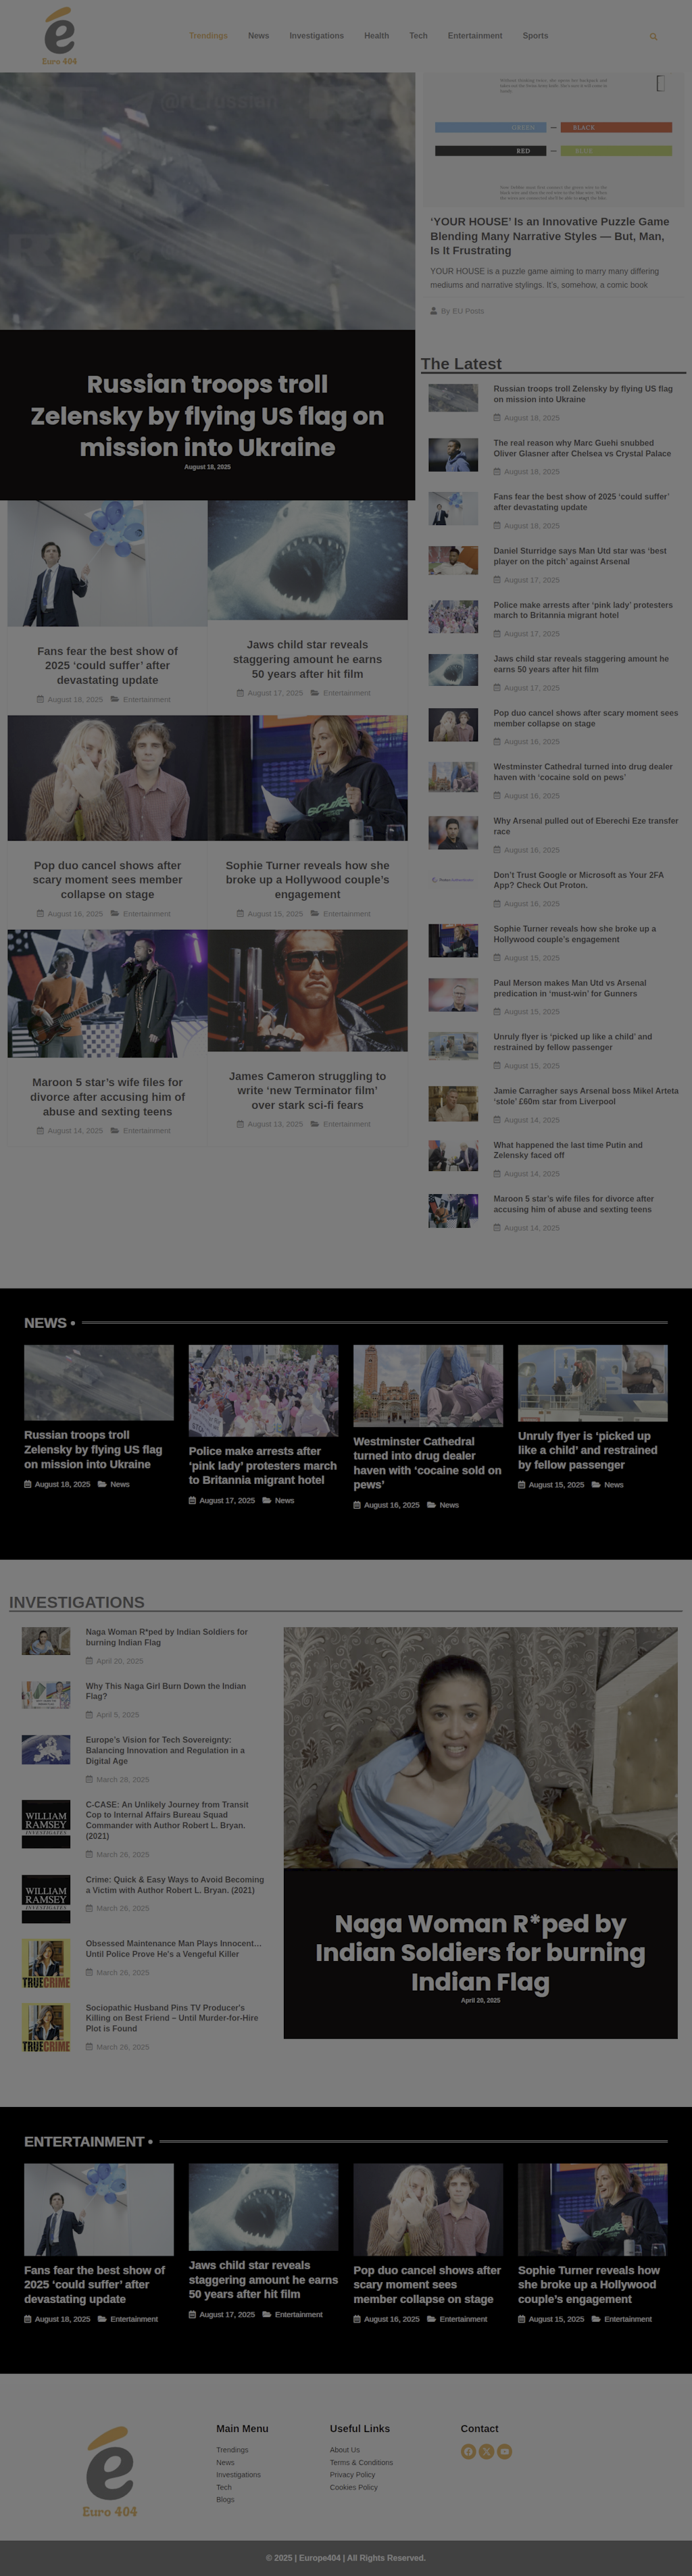 Euro 404
Trendings
News
Investigations
Health
Tech
Entertainment
Sports
@rt_russian
GREEN
BLACK
RED
BLUE
‘YOUR HOUSE’ Is an Innovative Puzzle Game
Blending Many Narrative Styles — But, Man,
Is It Frustrating
YOUR HOUSE is a puzzle game aiming to marry many differing
mediums and narrative stylings. It’s, somehow, a comic book
By EU Posts
Russian troops troll
Zelensky by flying US flag on
mission into Ukraine
August 18, 2025
The Latest
Russian troops troll Zelensky by flying US flag
on mission into Ukraine
August 18, 2025
The real reason why Marc Guehi snubbed
Oliver Glasner after Chelsea vs Crystal Palace
August 18, 2025
Fans fear the best show of 2025 ‘could suffer’
after devastating update
August 18, 2025
Daniel Sturridge says Man Utd star was ‘best
player on the pitch’ against Arsenal
August 17, 2025
Police make arrests after ‘pink lady’ protesters
march to Britannia migrant hotel
August 17, 2025
Jaws child star reveals staggering amount he
earns 50 years after hit film
August 17, 2025
Pop duo cancel shows after scary moment sees
member collapse on stage
August 16, 2025
Westminster Cathedral turned into drug dealer
haven with ‘cocaine sold on pews’
August 16, 2025
Why Arsenal pulled out of Eberechi Eze transfer
race
August 16, 2025
Don’t Trust Google or Microsoft as Your 2FA
App? Check Out Proton.
August 16, 2025
Sophie Turner reveals how she broke up a
Hollywood couple’s engagement
August 15, 2025
Paul Merson makes Man Utd vs Arsenal
predication in ‘must-win’ for Gunners
August 15, 2025
Unruly flyer is ‘picked up like a child’ and
restrained by fellow passenger
August 15, 2025
Jamie Carragher says Arsenal boss Mikel Arteta
‘stole’ £60m star from Liverpool
August 14, 2025
What happened the last time Putin and
Zelensky faced off
August 14, 2025
Maroon 5 star’s wife files for divorce after
accusing him of abuse and sexting teens
August 14, 2025
Fans fear the best show of
2025 ‘could suffer’ after
devastating update
August 18, 2025 Entertainment
Jaws child star reveals
staggering amount he earns
50 years after hit film
August 17, 2025 Entertainment
Pop duo cancel shows after
scary moment sees member
collapse on stage
August 16, 2025 Entertainment
Sophie Turner reveals how she
broke up a Hollywood couple’s
engagement
August 15, 2025 Entertainment
Maroon 5 star’s wife files for
divorce after accusing him of
abuse and sexting teens
August 14, 2025 Entertainment
James Cameron struggling to
write ‘new Terminator film’
over stark sci-fi fears
August 13, 2025 Entertainment
NEWS •
Russian troops troll
Zelensky by flying US flag
on mission into Ukraine
August 18, 2025 News
Police make arrests after
‘pink lady’ protesters march
to Britannia migrant hotel
August 17, 2025 News
Westminster Cathedral
turned into drug dealer
haven with ‘cocaine sold on
pews’
August 16, 2025 News
Unruly flyer is ‘picked up
like a child’ and restrained
by fellow passenger
August 15, 2025 News
INVESTIGATIONS
Naga Woman R*ped by Indian Soldiers for
burning Indian Flag
April 20, 2025
Why This Naga Girl Burn Down the Indian
Flag?
April 5, 2025
Europe’s Vision for Tech Sovereignty:
Balancing Innovation and Regulation in a
Digital Age
March 28, 2025
WILLIAM
RAMSEY
INVESTIGATES
C-CASE: An Unlikely Journey from Transit
Cop to Internal Affairs Bureau Squad
Commander with Author Robert L. Bryan.
(2021)
March 26, 2025
WILLIAM
RAMSEY
INVESTIGATES
Crime: Quick & Easy Ways to Avoid Becoming
a Victim with Author Robert L. Bryan. (2021)
March 26, 2025
TRUE CRIME
Obsessed Maintenance Man Plays Innocent…
Until Police Prove He’s a Vengeful Killer
March 26, 2025
TRUE CRIME
Sociopathic Husband Pins TV Producer’s
Killing on Best Friend – Until Murder-for-Hire
Plot is Found
March 26, 2025
Naga Woman R*ped by
Indian Soldiers for burning
Indian Flag
April 20, 2025
ENTERTAINMENT •
Fans fear the best show of
2025 ‘could suffer’ after
devastating update
August 18, 2025 Entertainment
Jaws child star reveals
staggering amount he earns
50 years after hit film
August 17, 2025 Entertainment
Pop duo cancel shows after
scary moment sees
member collapse on stage
August 16, 2025 Entertainment
Sophie Turner reveals how
she broke up a Hollywood
couple’s engagement
August 15, 2025 Entertainment
Euro 404
Main Menu
Trendings
News
Investigations
Tech
Blogs
Useful Links
About Us
Terms & Conditions
Privacy Policy
Cookies Policy
Contact
© 2025 | Europe404 | All Rights Reserved.